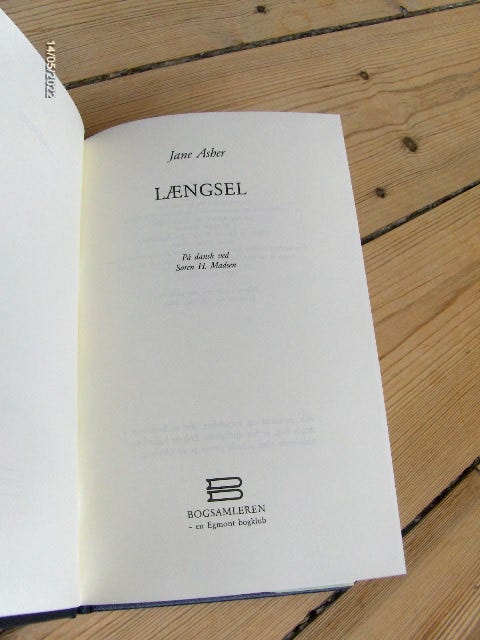 14/05/2022
Jane Asher
LÆNGSEL
På dansk ved
Søren H. Madsen
BOGSAMLEREN
- en Egmont bogklub